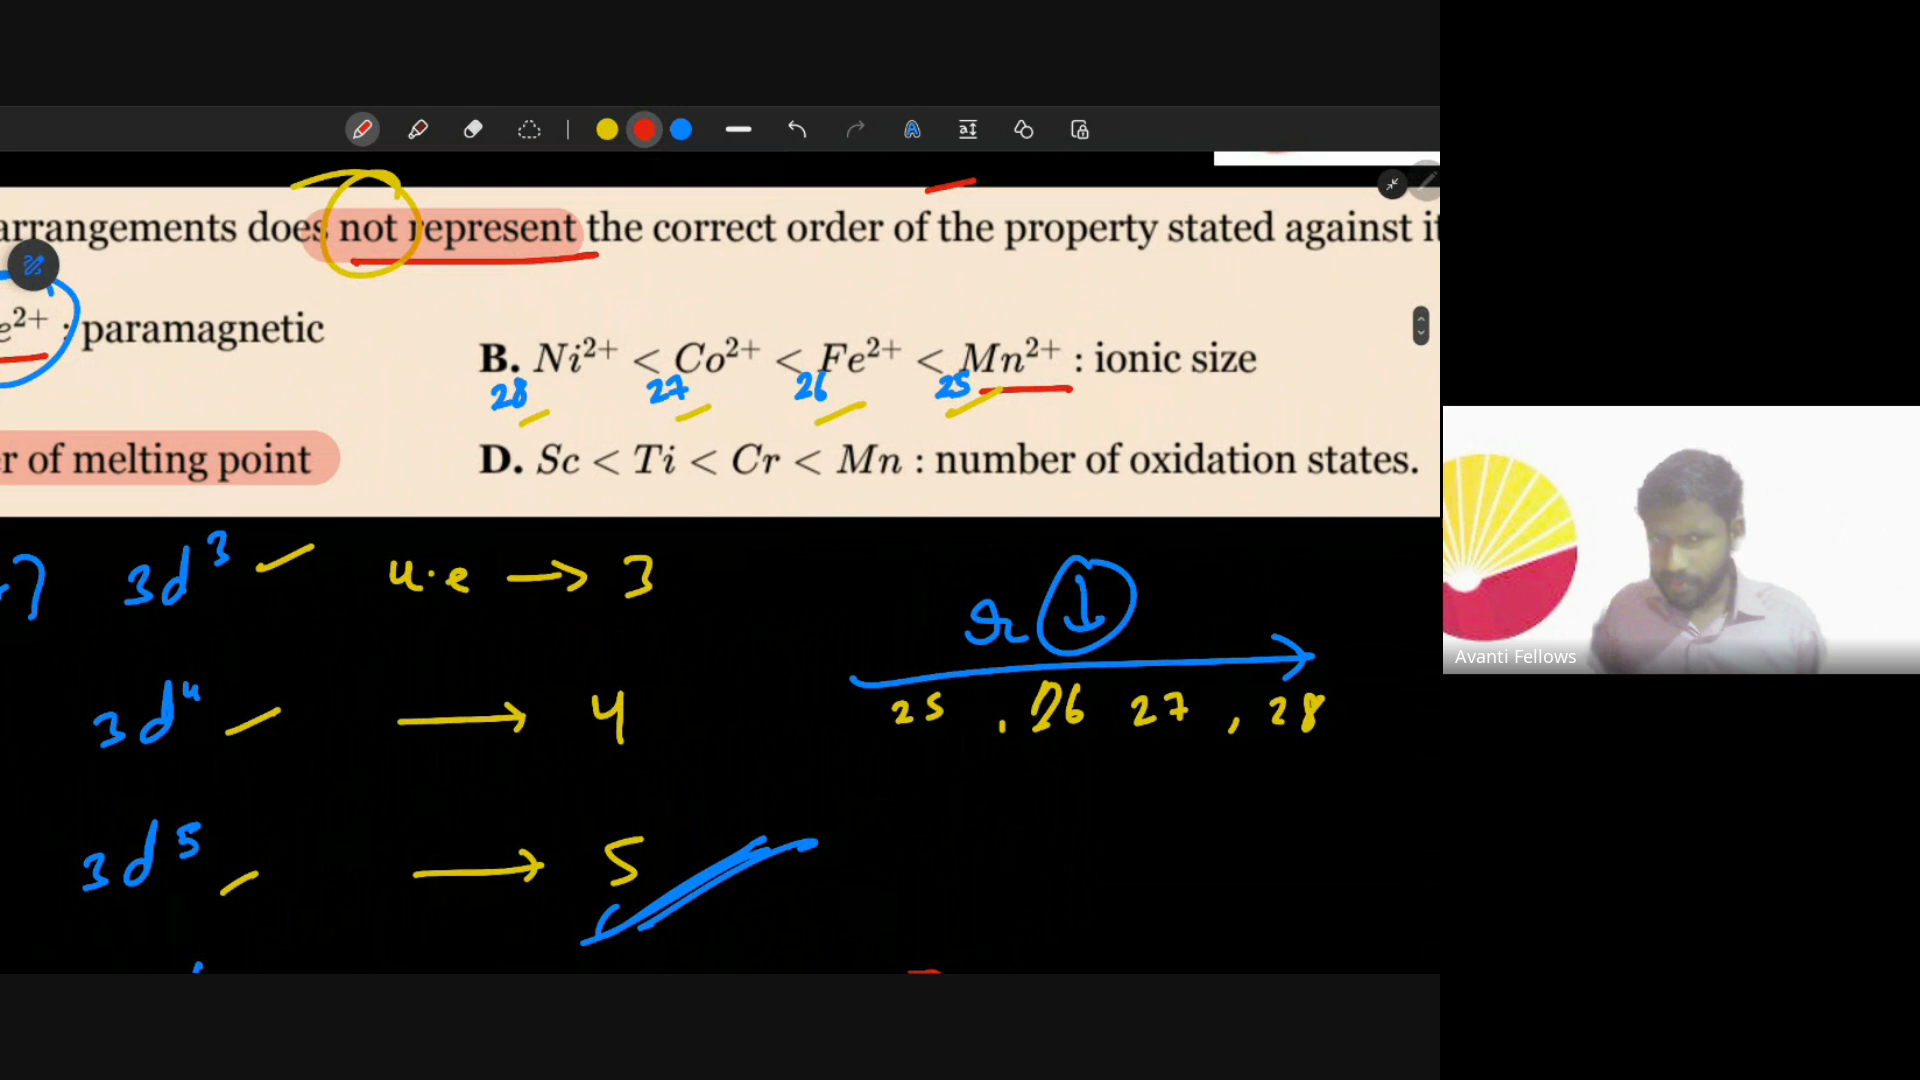 arrangements does not represent the correct order of the property stated against it
e²⁺ : paramagnetic
B. Ni²⁺ < Co²⁺ < Fe²⁺ < Mn²⁺ : ionic size
28 27 26 25
r of melting point
D. Sc < Ti < Cr < Mn : number of oxidation states.
3d³ u.e → 3
r ↓
3d⁴ → 4
25 , 26 27 , 28
3d⁵ → 5
Avanti Fellows